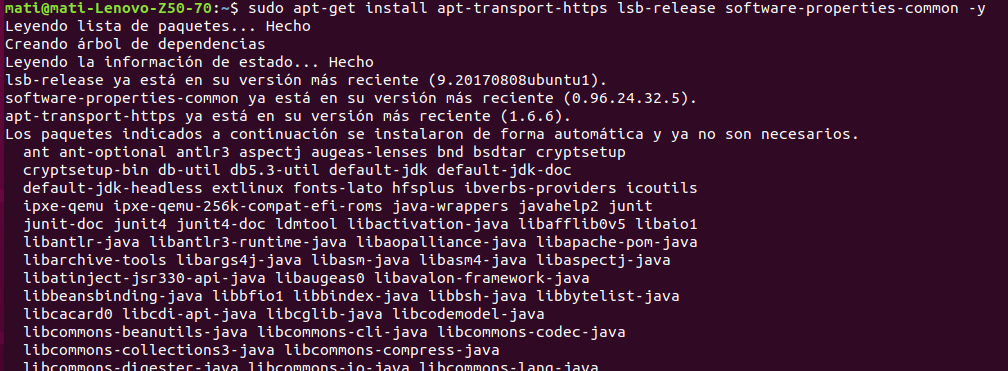 mati@mati-Lenovo-Z50-70:~$ sudo apt-get install apt-transport-https lsb-release software-properties-common -y
Leyendo lista de paquetes... Hecho
Creando árbol de dependencias
Leyendo la información de estado... Hecho
lsb-release ya está en su versión más reciente (9.20170808ubuntu1).
software-properties-common ya está en su versión más reciente (0.96.24.32.5).
apt-transport-https ya está en su versión más reciente (1.6.6).
Los paquetes indicados a continuación se instalaron de forma automática y ya no son necesarios.
ant ant-optional antlr3 aspectj augeas-lenses bnd bsdtar cryptsetup
cryptsetup-bin db-util db5.3-util default-jdk default-jdk-doc
default-jdk-headless extlinux fonts-lato hfsplus ibverbs-providers icoutils
ipxe-qemu ipxe-qemu-256k-compat-efi-roms java-wrappers javahelp2 junit
junit-doc junit4 junit4-doc ldmtool libactivation-java libafflib0v5 libaio1
libantlr-java libantlr3-runtime-java libaopalliance-java libapache-pom-java
libarchive-tools libargs4j-java libasm-java libasm4-java libaspectj-java
libatinject-jsr330-api-java libaugeas0 libavalon-framework-java
libbeansbinding-java libbfio1 libbindex-java libbsh-java libbytelist-java
libcacard0 libcdi-api-java libcglib-java libcodemodel-java
libcommons-beanutils-java libcommons-cli-java libcommons-codec-java
libcommons-collections3-java libcommons-compress-java
libcommons-digester-java libcommons-io-java libcommons-lang-java